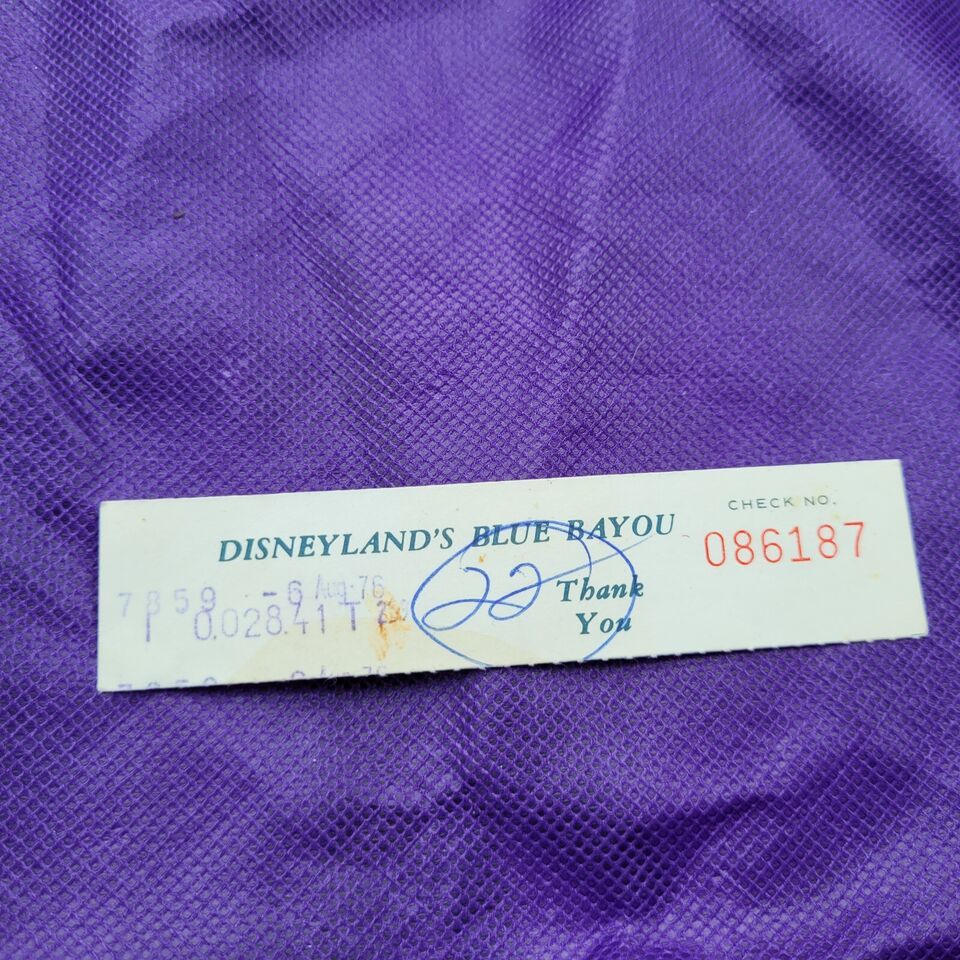 CHECK NO.
DISNEYLAND'S BLUE BAYOU
086187
22
Thank
You
7859 -6 Aug-76
0.028.41 T